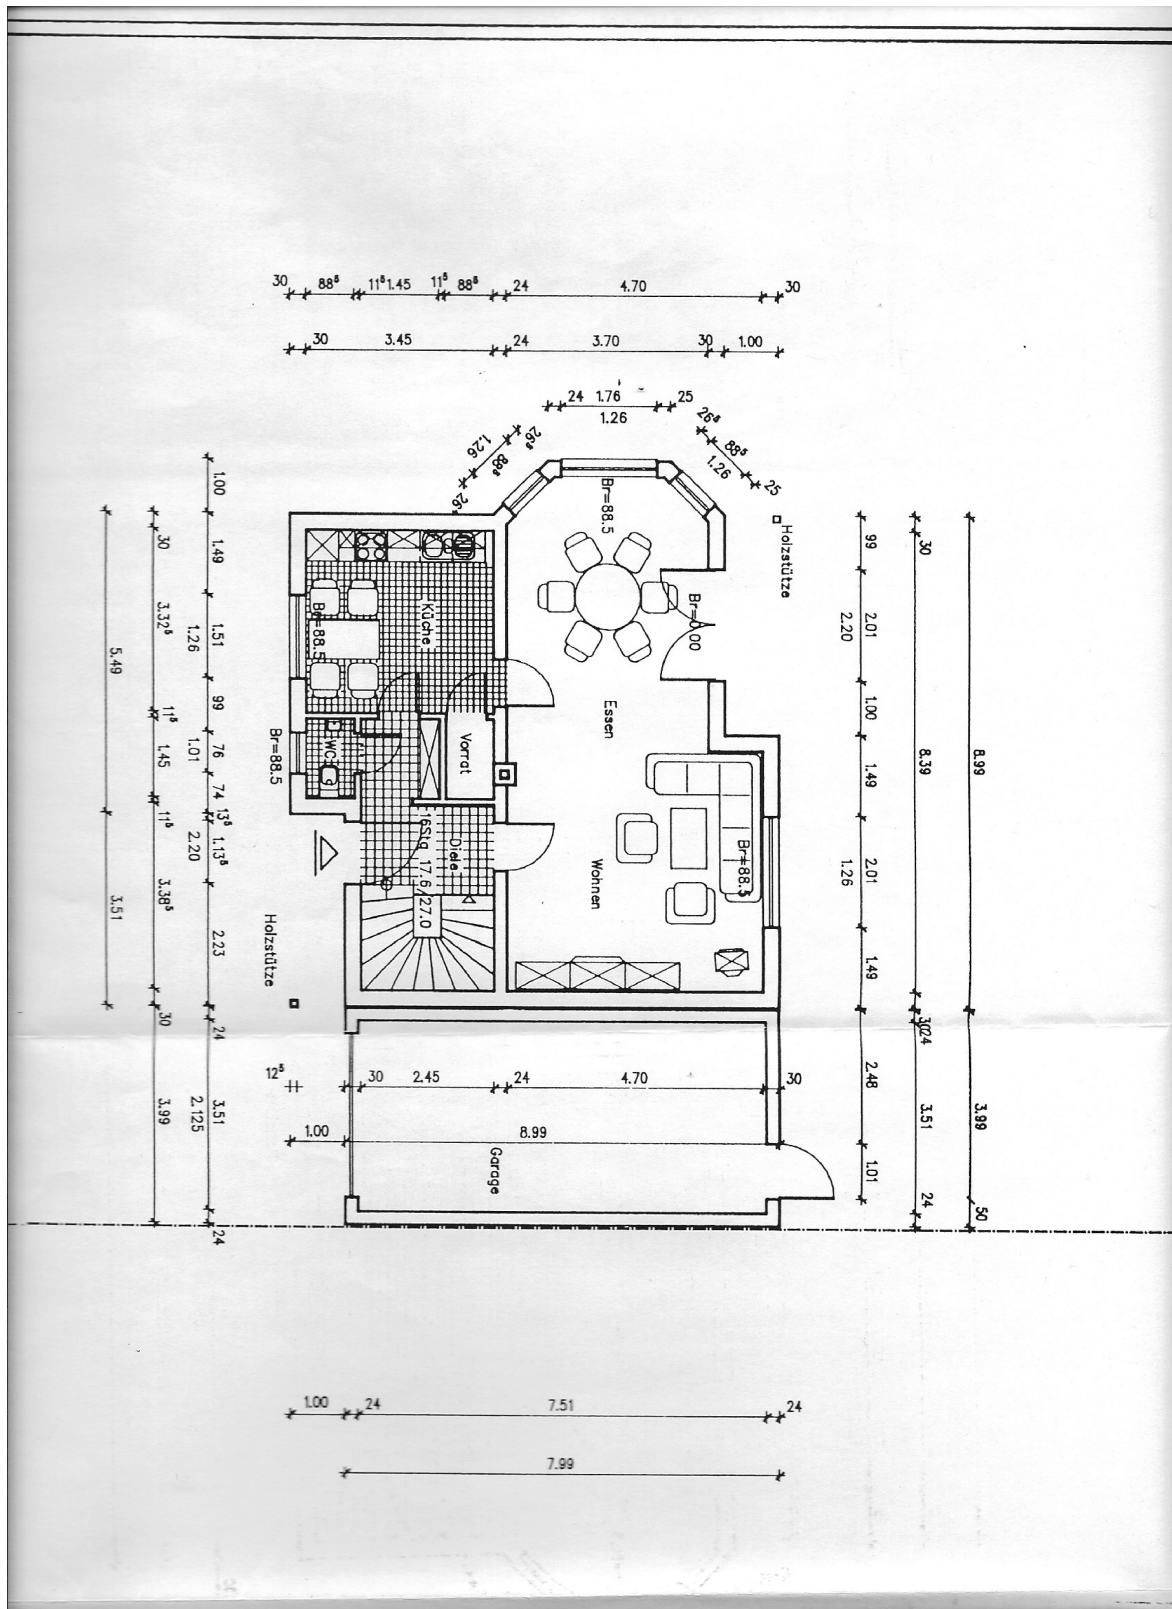 30 88⁵ 11⁵ 1.45 11⁵ 88⁵ 24 4.70 30
30 3.45 24 3.70 30 1.00
24 1.76 25
1.26
26⁵ 88⁵ 26⁵
1.26
26⁵ 88⁵ 25
1.26
Br=88.5
Holzstütze
Küche
Br=88.5
Br=0.00
Essen
WC
Br=88.5
Vorrat
Diele
16Stg 17.6/27.0
Wohnen
Br=88.5
Holzstütze
1.00 1.49 1.51 99 76 74 13⁵ 1.13⁵ 2.23 24 3.51 24
1.26 1.01 2.20 2.125
30 3.32⁵ 11⁵ 1.45 11⁵ 3.38⁵ 30 3.99
5.49 3.51
99 2.01 1.00 1.49 2.01 1.49 2.48 1.01
2.20 1.26
30 8.39 30 24 3.51 24
8.99 3.99 50
12⁵ 30 2.45 24 4.70 30
1.00 8.99
Garage
1.00 24 7.51 24
7.99